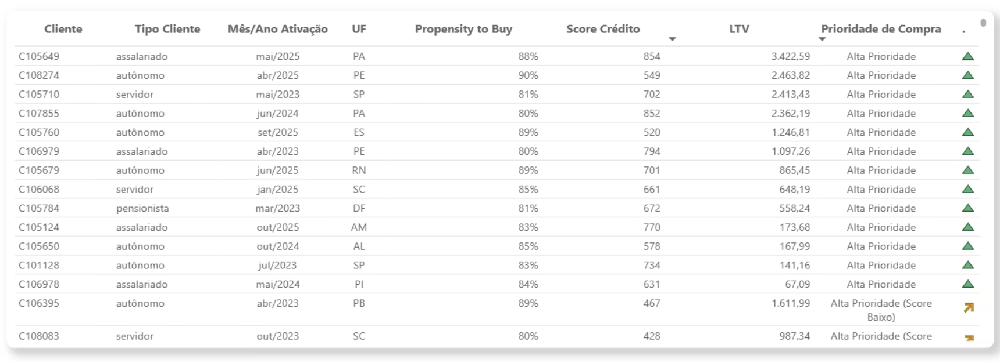 Cliente Tipo Cliente Mês/Ano Ativação UF Propensity to Buy Score Crédito LTV Prioridade de Compra .
C105649 assalariado mai/2025 PA 88% 854 3.422,59 Alta Prioridade
C108274 autônomo abr/2025 PE 90% 549 2.463,82 Alta Prioridade
C105710 servidor mai/2023 SP 81% 702 2.413,43 Alta Prioridade
C107855 autônomo jun/2024 PA 80% 852 2.362,19 Alta Prioridade
C105760 autônomo set/2025 ES 89% 520 1.246,81 Alta Prioridade
C106979 assalariado abr/2023 PE 80% 794 1.097,26 Alta Prioridade
C105679 autônomo jun/2025 RN 89% 701 865,45 Alta Prioridade
C106068 servidor jan/2025 SC 85% 661 648,19 Alta Prioridade
C105784 pensionista mar/2023 DF 81% 672 558,24 Alta Prioridade
C105124 assalariado out/2025 AM 83% 770 173,68 Alta Prioridade
C105650 autônomo out/2024 AL 85% 578 167,99 Alta Prioridade
C101128 autônomo jul/2023 SP 83% 734 141,16 Alta Prioridade
C106978 assalariado mai/2024 PI 84% 631 67,09 Alta Prioridade
C106395 autônomo abr/2023 PB 89% 467 1.611,99 Alta Prioridade (Score
Baixo)
C108083 servidor out/2023 SC 80% 428 987,34 Alta Prioridade (Score